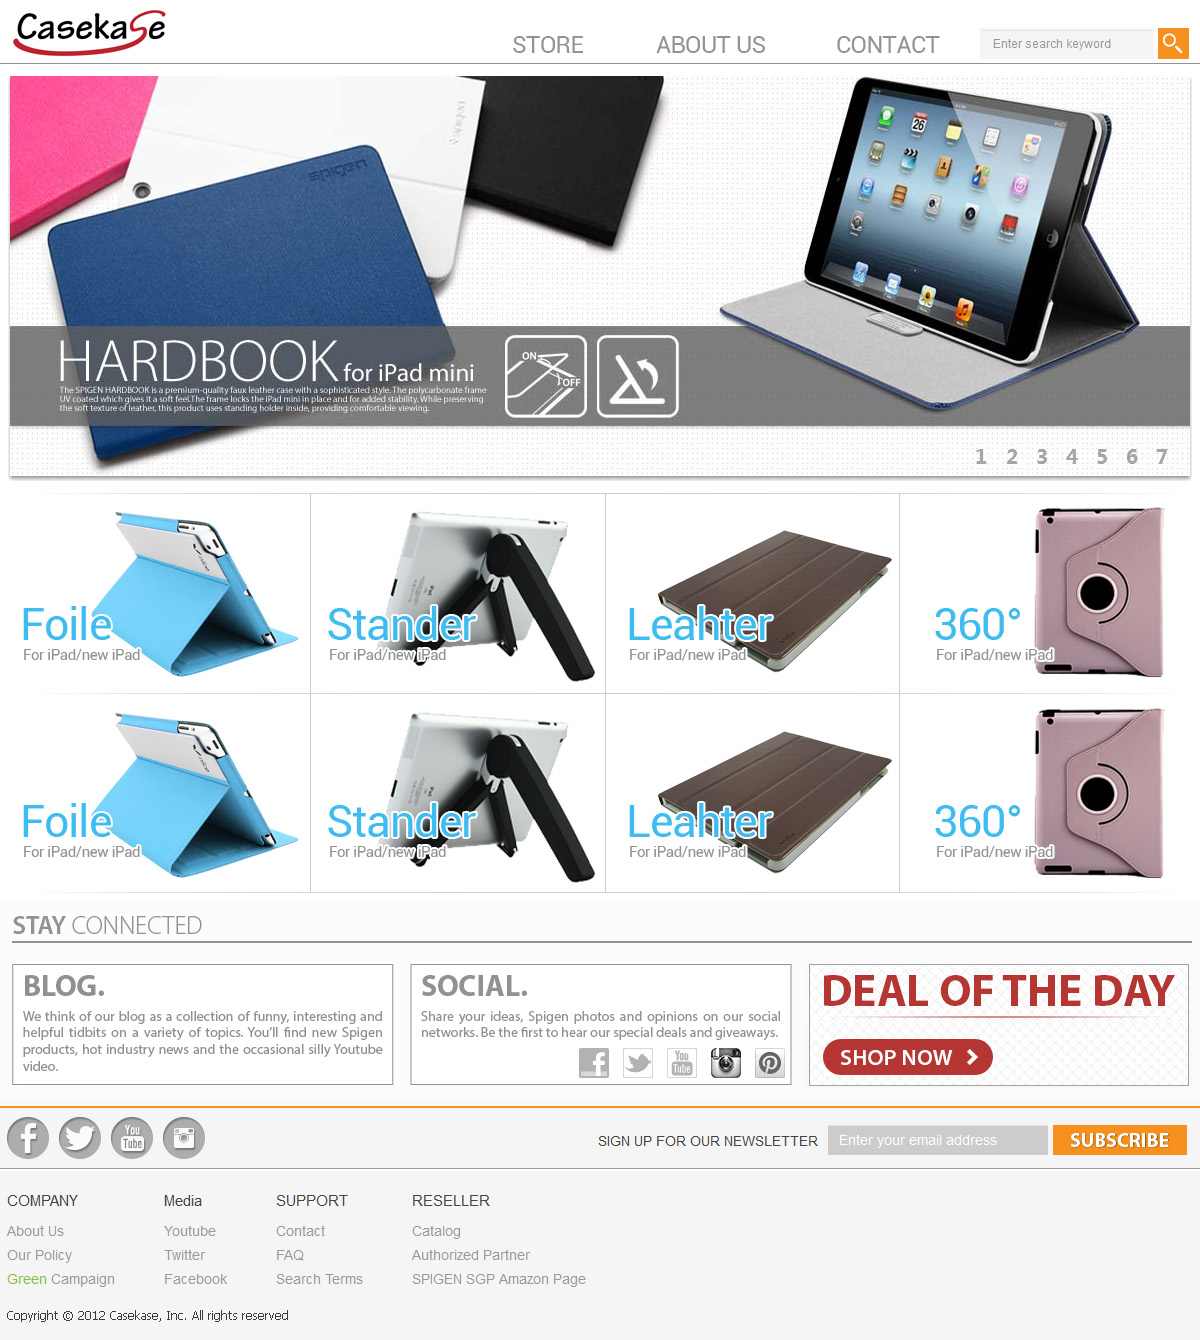 Casekase
STORE ABOUT US CONTACT
Enter search keyword
spigen
HARDBOOK for iPad mini
The SPIGEN HARDBOOK is a premium-quality faux leather case with a sophisticated style.The polycarbonate frame
UV coated which gives it a soft feel.The frame locks the iPad mini in place and for added stability. While preserving
the soft texture of leather, this product uses standing holder inside, providing comfortable viewing.
ON
OFF
1 2 3 4 5 6 7
Foile
For iPad/new iPad
Stander
For iPad/new iPad
Leahter
For iPad/new iPad
360°
For iPad/new iPad
Foile
For iPad/new iPad
Stander
For iPad/new iPad
Leahter
For iPad/new iPad
360°
For iPad/new iPad
STAY CONNECTED
BLOG.
We think of our blog as a collection of funny, interesting and
helpful tidbits on a variety of topics. You'll find new Spigen
products, hot industry news and the occasional silly Youtube
video.
SOCIAL.
Share your ideas, Spigen photos and opinions on our social
networks. Be the first to hear our special deals and giveaways.
You
Tube
DEAL OF THE DAY
SHOP NOW
You
Tube
SIGN UP FOR OUR NEWSLETTER
Enter your email address
SUBSCRIBE
COMPANY
About Us
Our Policy
Green Campaign
Media
Youtube
Twitter
Facebook
SUPPORT
Contact
FAQ
Search Terms
RESELLER
Catalog
Authorized Partner
SPIGEN SGP Amazon Page
Copyright © 2012 Casekase, Inc. All rights reserved